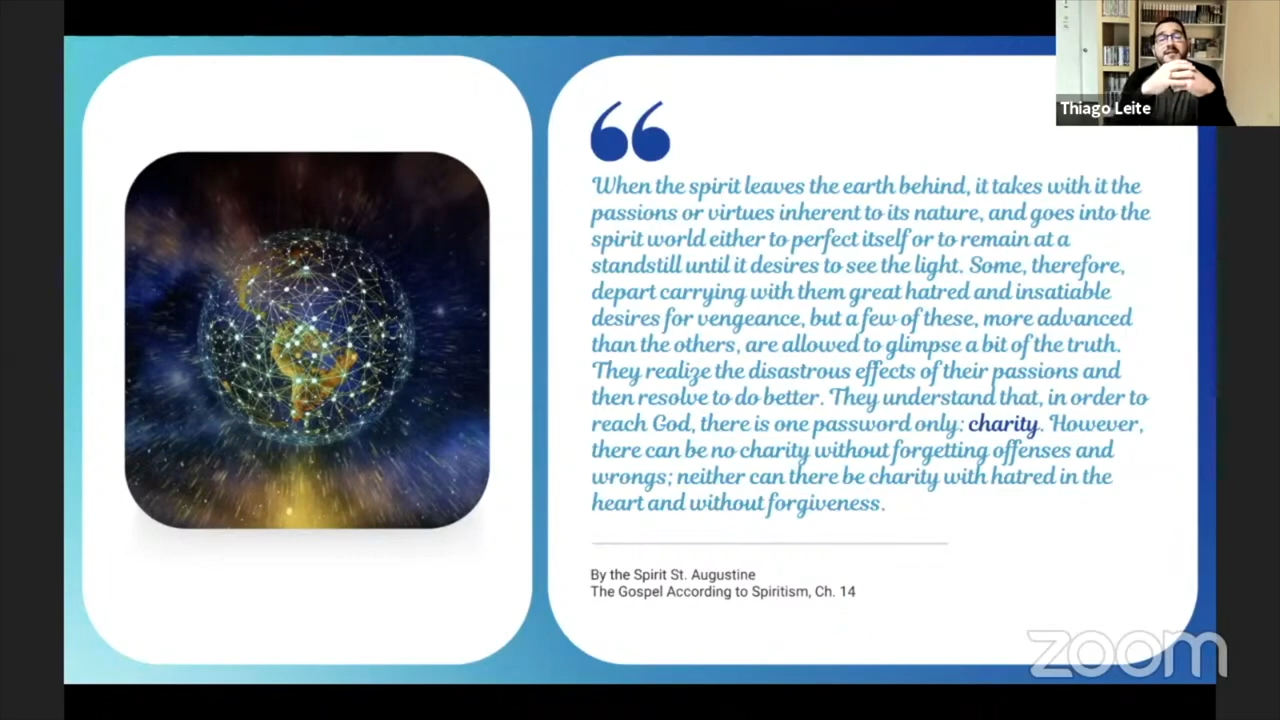 Thiago Leite
When the spirit leaves the earth behind, it takes with it the
passions or virtues inherent to its nature, and goes into the
spirit world either to perfect itself or to remain at a
standstill until it desires to see the light. Some, therefore,
depart carrying with them great hatred and insatiable
desires for vengeance, but a few of these, more advanced
than the others, are allowed to glimpse a bit of the truth.
They realize the disastrous effects of their passions and
then resolve to do better. They understand that, in order to
reach God, there is one password only: charity. However,
there can be no charity without forgetting offenses and
wrongs; neither can there be charity with hatred in the
heart and without forgiveness.
By the Spirit St. Augustine
The Gospel According to Spiritism, Ch. 14
zoom